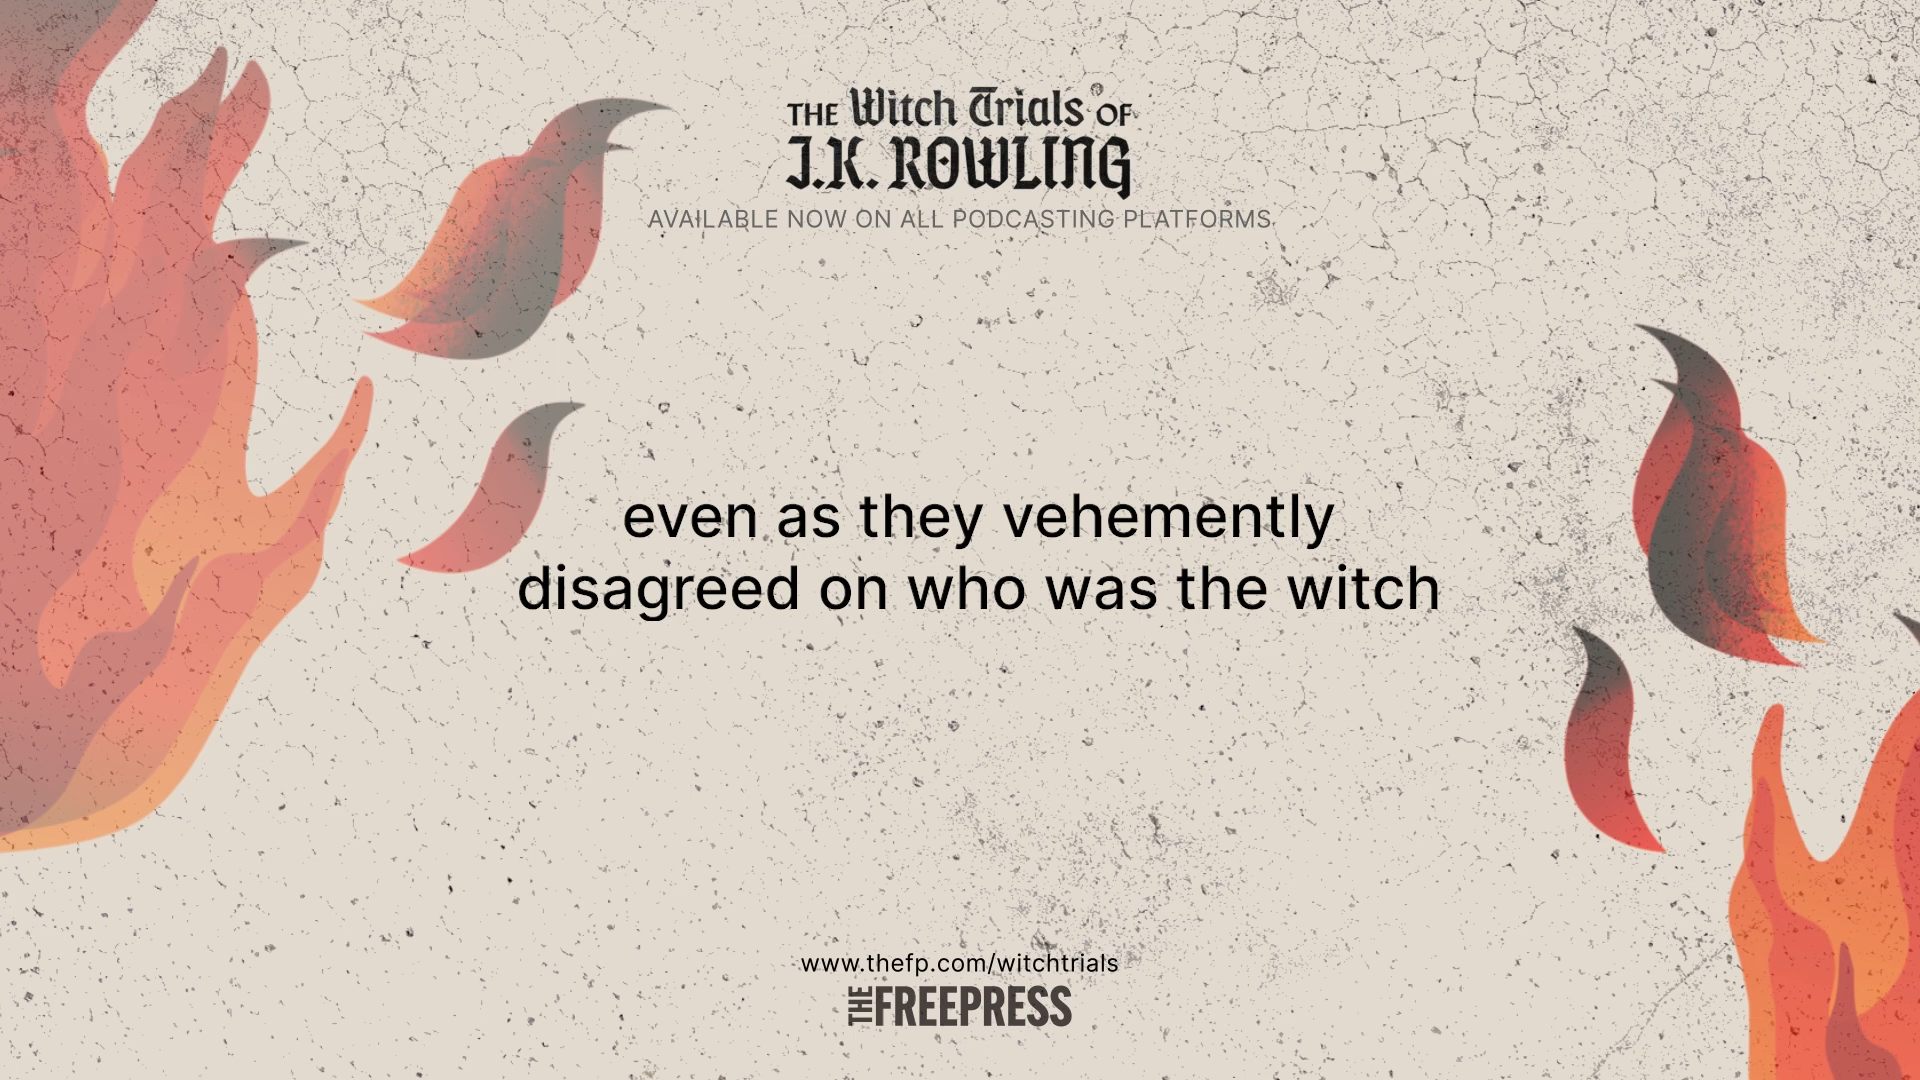 THE Witch Trials OF
J.K. ROWLING
AVAILABLE NOW ON ALL PODCASTING PLATFORMS
even as they vehemently
disagreed on who was the witch
www.thefp.com/witchtrials
THE FREEPRESS